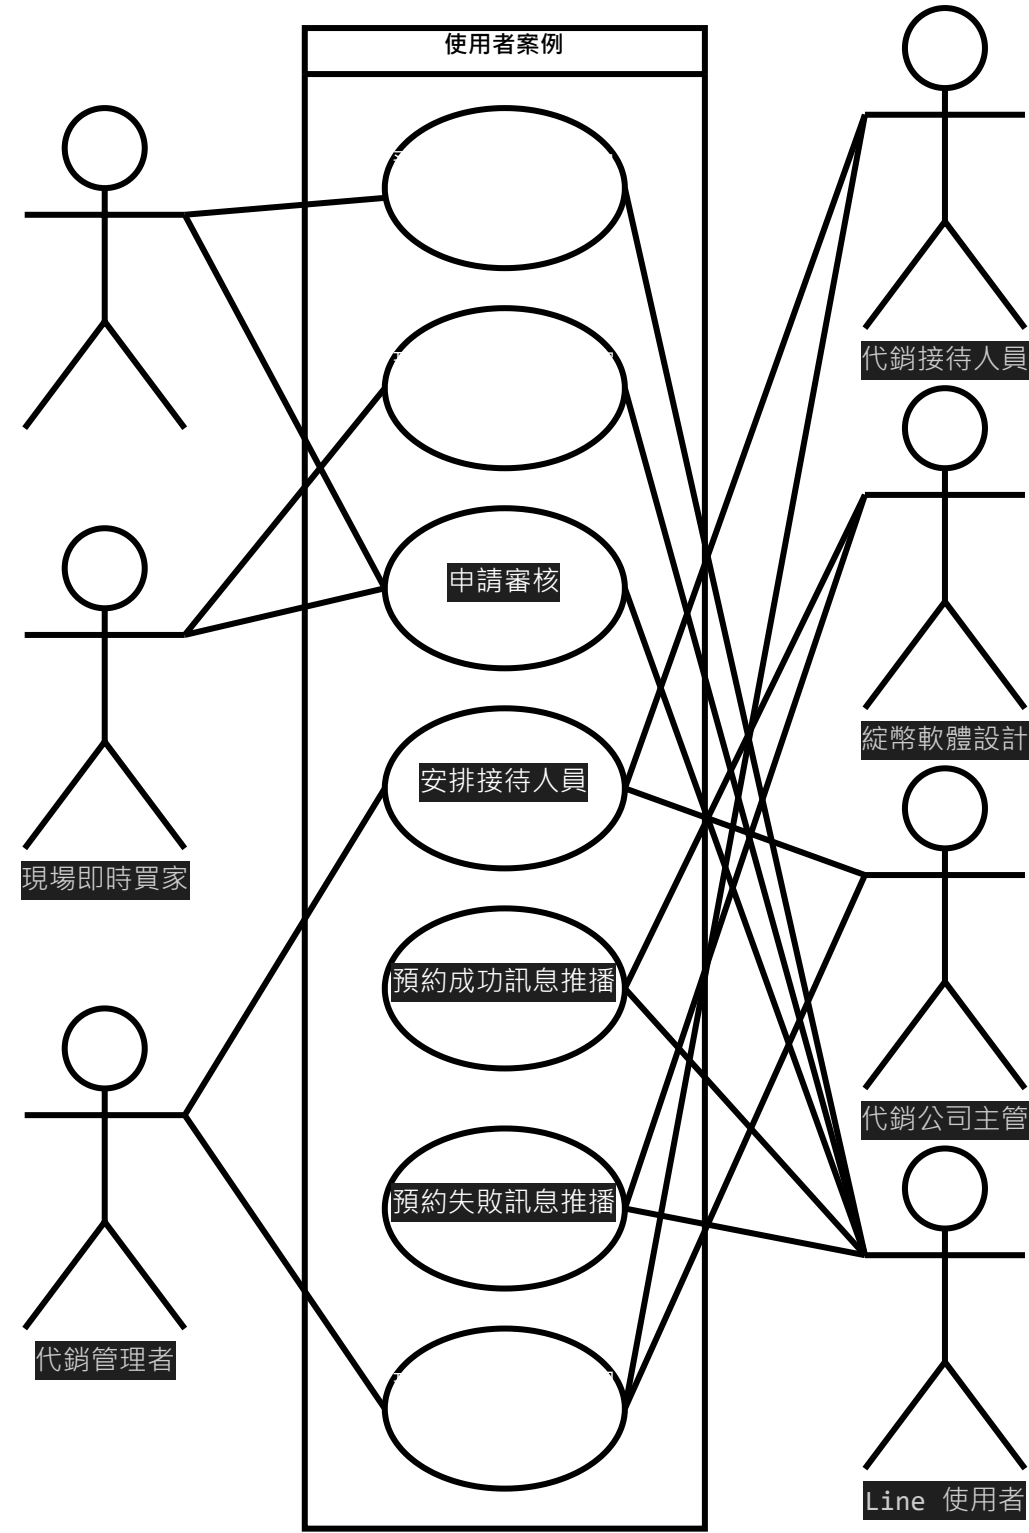 使用者案例
代銷接待人員
申請審核
綻幣軟體設計
安排接待人員
現場即時買家
預約成功訊息推播
代銷公司主管
預約失敗訊息推播
代銷管理者
Line 使用者